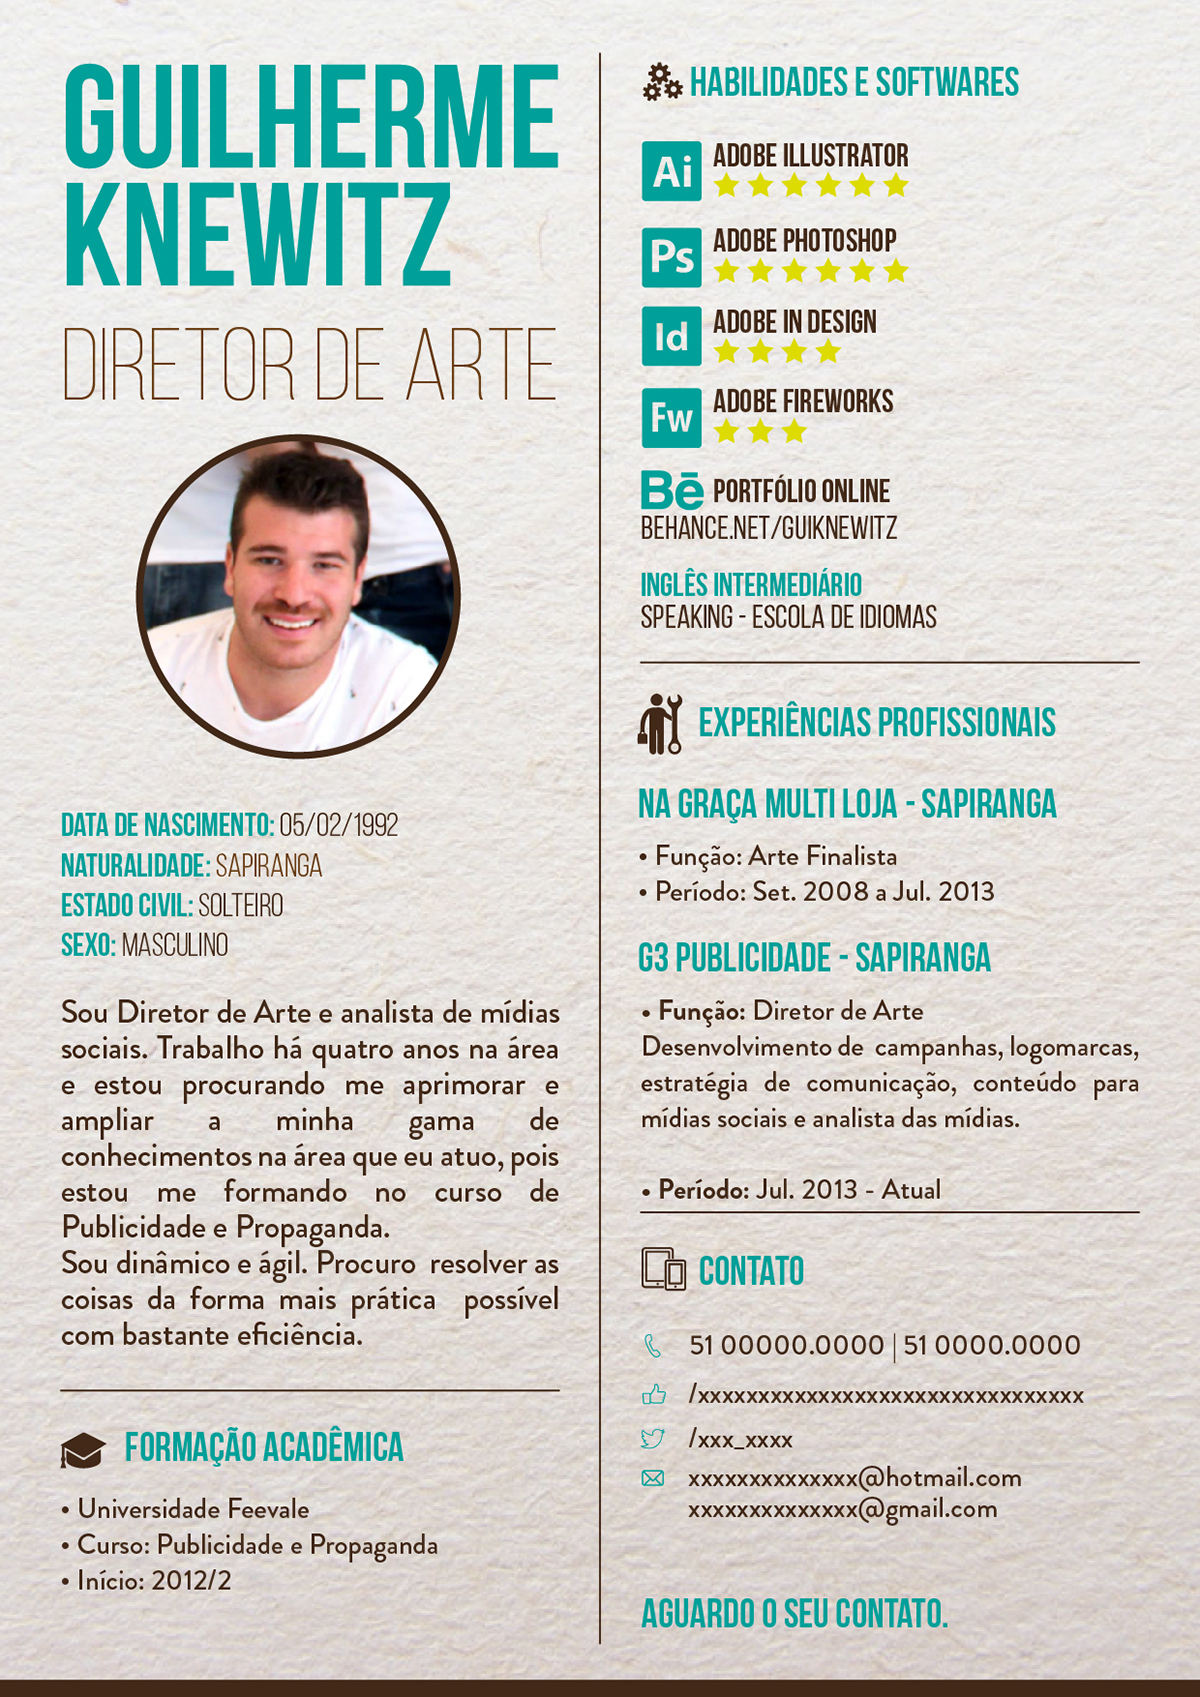 GUILHERME
KNEWITZ
DIRETOR DE ARTE
DATA DE NASCIMENTO: 05/02/1992
NATURALIDADE: SAPIRANGA
ESTADO CIVIL: SOLTEIRO
SEXO: MASCULINO
Sou Diretor de Arte e analista de mídias
sociais. Trabalho há quatro anos na área
e estou procurando me aprimorar e
ampliar a minha gama de
conhecimentos na área que eu atuo, pois
estou me formando no curso de
Publicidade e Propaganda.
Sou dinâmico e ágil. Procuro resolver as
coisas da forma mais prática possível
com bastante eficiência.
FORMAÇÃO ACADÊMICA
• Universidade Feevale
• Curso: Publicidade e Propaganda
• Início: 2012/2
HABILIDADES E SOFTWARES
Ai ADOBE ILLUSTRATOR
Ps ADOBE PHOTOSHOP
Id ADOBE IN DESIGN
Fw ADOBE FIREWORKS
Bē PORTFÓLIO ONLINE
BEHANCE.NET/GUIKNEWITZ
INGLÊS INTERMEDIÁRIO
SPEAKING - ESCOLA DE IDIOMAS
EXPERIÊNCIAS PROFISSIONAIS
NA GRAÇA MULTI LOJA - SAPIRANGA
• Função: Arte Finalista
• Período: Set. 2008 a Jul. 2013
G3 PUBLICIDADE - SAPIRANGA
• Função: Diretor de Arte
Desenvolvimento de campanhas, logomarcas,
estratégia de comunicação, conteúdo para
mídias sociais e analista das mídias.
• Período: Jul. 2013 - Atual
CONTATO
51 00000.0000 | 51 0000.0000
/xxxxxxxxxxxxxxxxxxxxxxxxxxxxxxxx
/xxx_xxxx
xxxxxxxxxxxxxx@hotmail.com
xxxxxxxxxxxxxx@gmail.com
AGUARDO O SEU CONTATO.